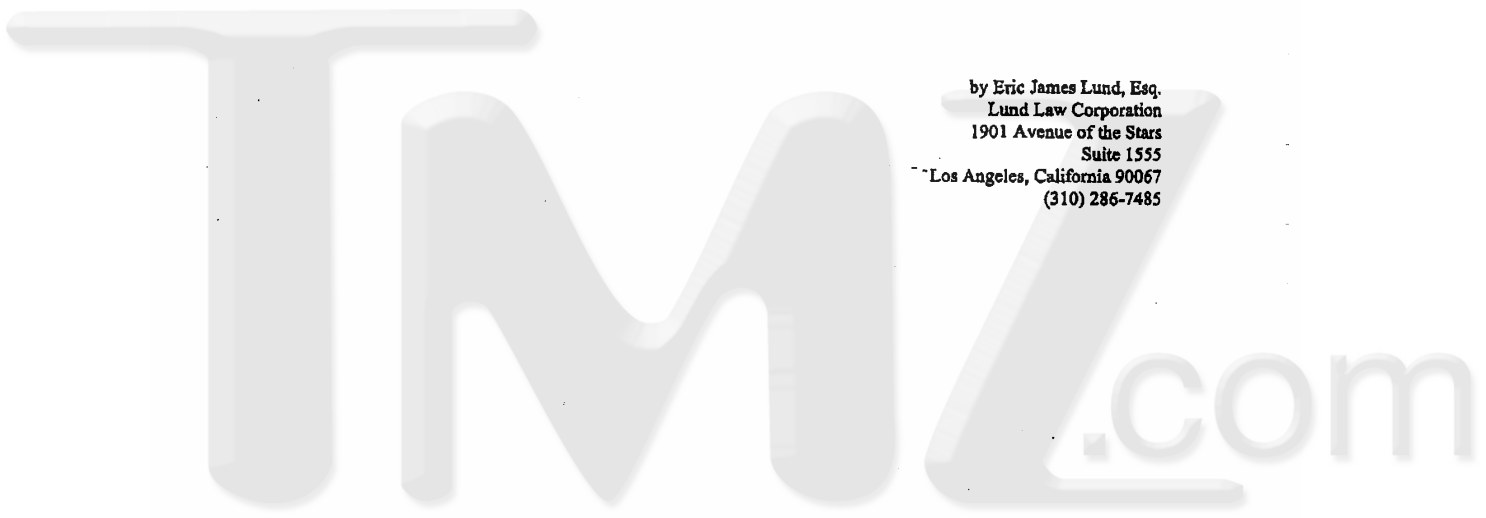 TMZ.com
by Eric James Lund, Esq.
Lund Law Corporation
1901 Avenue of the Stars
Suite 1555
Los Angeles, California 90067
(310) 286-7485